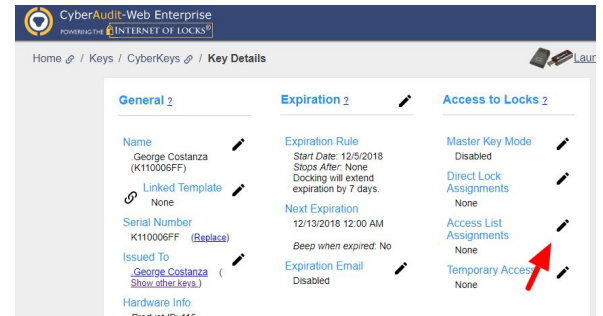 CyberAudit-Web Enterprise
POWERING THE INTERNET OF LOCKS®
Home / Keys / CyberKeys / Key Details
Laun
General ?
Name
.George Costanza
(K110006FF)
Linked Template
None
Serial Number
K110006FF (Replace)
Issued To
.George Costanza (
Show other keys )
Hardware Info
Product ID: 115
Expiration ?
Expiration Rule
Start Date: 12/5/2018
Stops After: None
Docking will extend
expiration by 7 days.
Next Expiration
12/13/2018 12:00 AM
Beep when expired: No
Expiration Email
Disabled
Access to Locks ?
Master Key Mode
Disabled
Direct Lock
Assignments
None
Access List
Assignments
None
Temporary Access
None